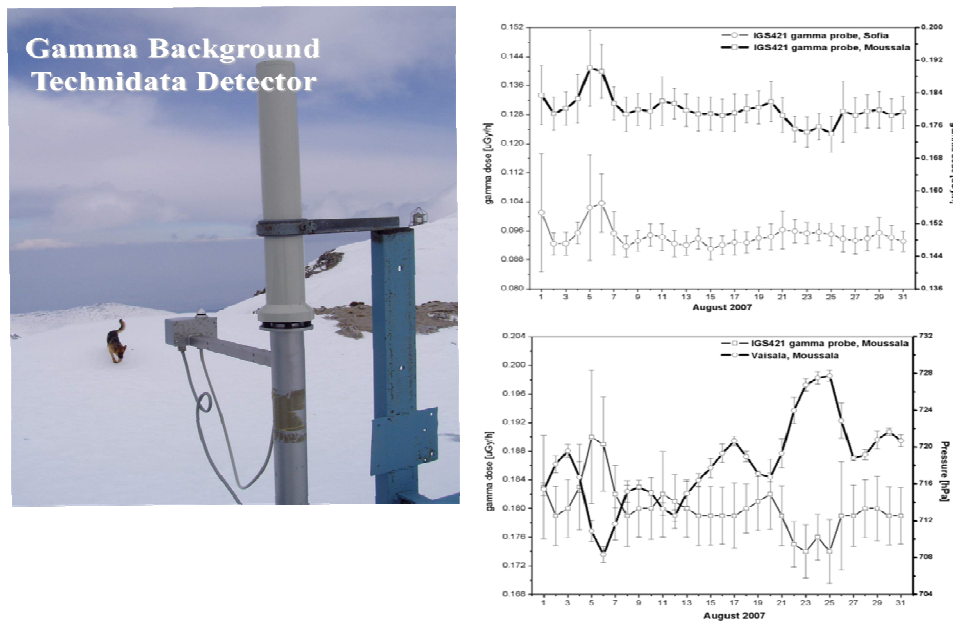 Gamma Background
Technidata Detector
IGS421 gamma probe, Sofia
IGS421 gamma probe, Moussala
gamma dose [µGy/h]
0.152
0.144
0.136
0.128
0.120
0.112
0.104
0.096
0.088
0.080
0.200
0.192
0.184
0.176
0.168
0.160
0.152
0.144
0.136
1 3 5 7 9 11 13 15 17 19 21 23 25 27 29 31
August 2007
IGS421 gamma probe, Moussala
Vaisala, Moussala
gamma dose [µGy/h]
0.204
0.200
0.196
0.192
0.188
0.184
0.180
0.176
0.172
0.168
732
728
724
720
716
712
708
704
Pressure [hPa]
1 3 5 7 9 11 13 15 17 19 21 23 25 27 29 31
August 2007